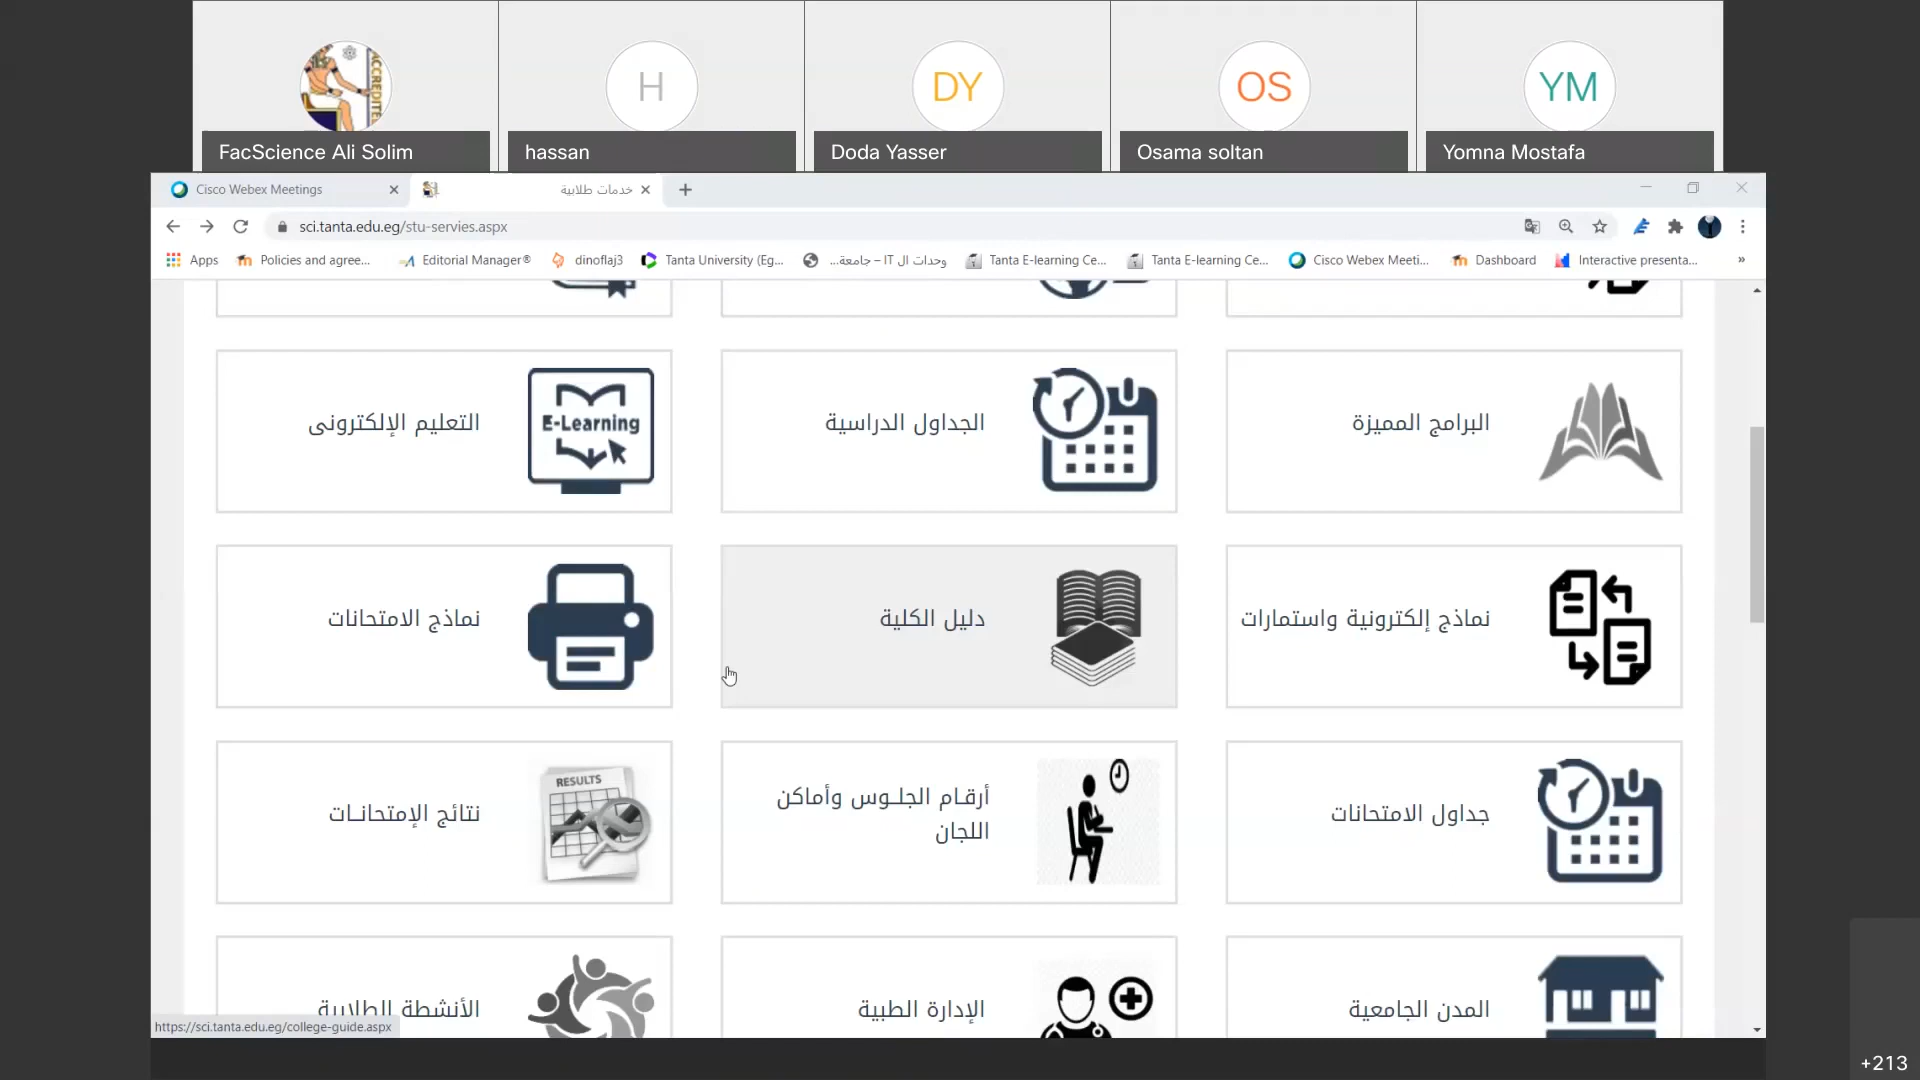 ACCREDITED
H
DY
OS
YM
FacScience Ali Solim
hassan
Doda Yasser
Osama soltan
Yomna Mostafa
Cisco Webex Meetings
خدمات طلابية
sci.tanta.edu.eg/stu-servies.aspx
Apps
Policies and agree...
Editorial Manager®
dinoflaj3
Tanta University (Eg...
وحدات ال IT – جامعة...
Tanta E-learning Ce...
Tanta E-learning Ce...
Cisco Webex Meeti...
Dashboard
Interactive presenta...
»
البرامج المميزة
الجداول الدراسية
E-Learning
التعليم الإلكترونى
نماذج إلكترونية واستمارات
دليل الكلية
نماذج الامتحانات
جداول الامتحانات
أرقـام الجلــوس وأماكن
اللجان
RESULTS
نتائج الإمتحانــات
المدن الجامعية
الإدارة الطبية
الأنشطة الطلابية
https://sci.tanta.edu.eg/college-guide.aspx
+213